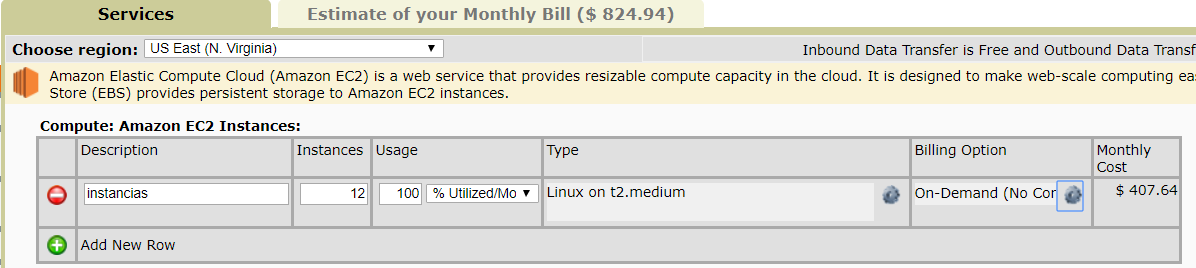 Services
Estimate of your Monthly Bill ($ 824.94)
Choose region: US East (N. Virginia)
Inbound Data Transfer is Free and Outbound Data Transf
Amazon Elastic Compute Cloud (Amazon EC2) is a web service that provides resizable compute capacity in the cloud. It is designed to make web-scale computing ea
Store (EBS) provides persistent storage to Amazon EC2 instances.
Compute: Amazon EC2 Instances:
Description Instances Usage Type Billing Option Monthly
Cost
instancias 12 100 % Utilized/Mo Linux on t2.medium On-Demand (No Cor $ 407.64
Add New Row